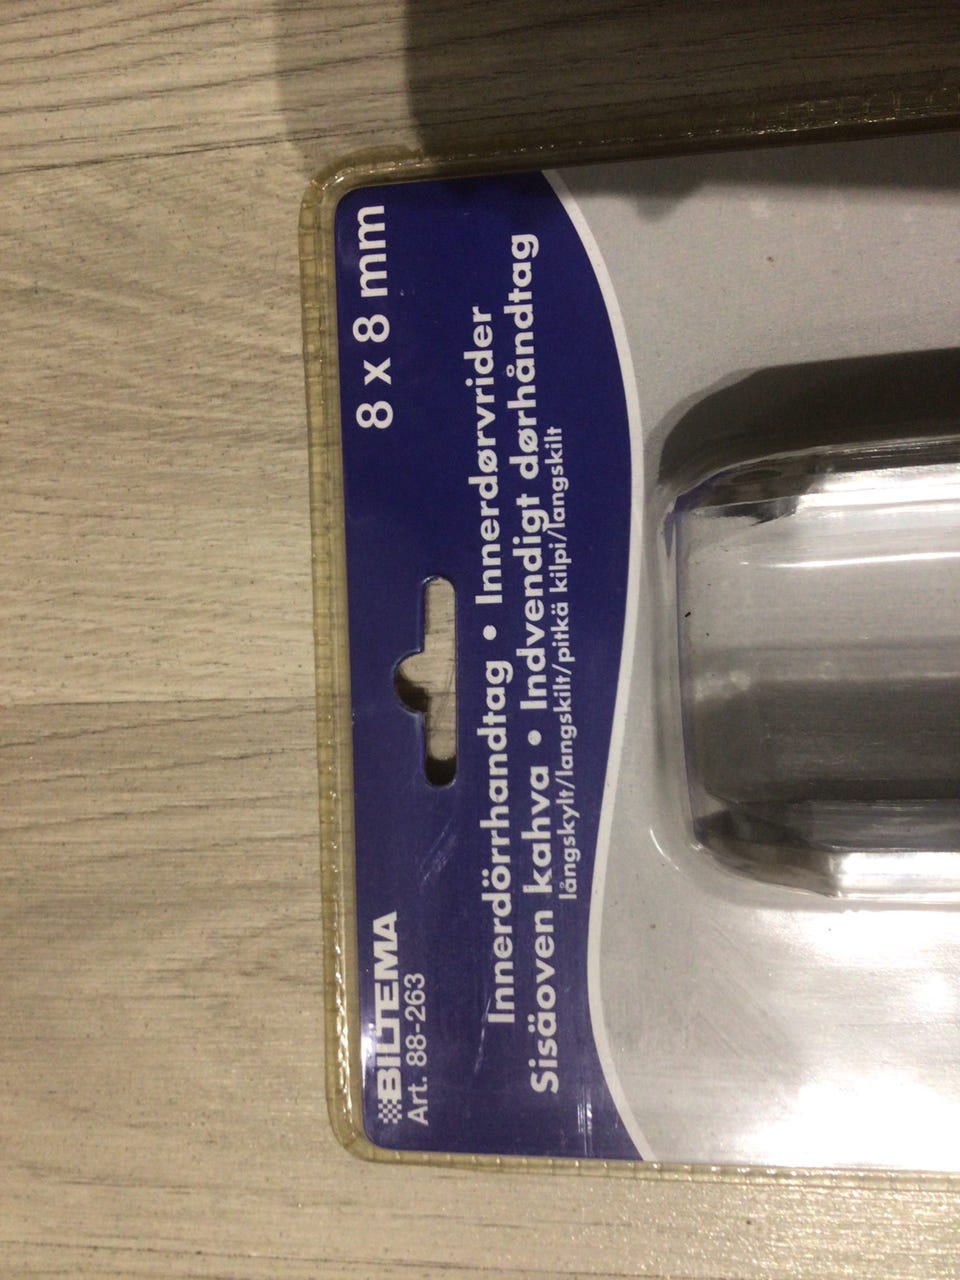 BILTEMA
Art. 88-263
8 x 8 mm
Innerdörrhandtag • Innerdørvrider
Sisäoven kahva • Indvendigt dørhåndtag
långskylt/langskilt/pitkä kilpi/langskilt